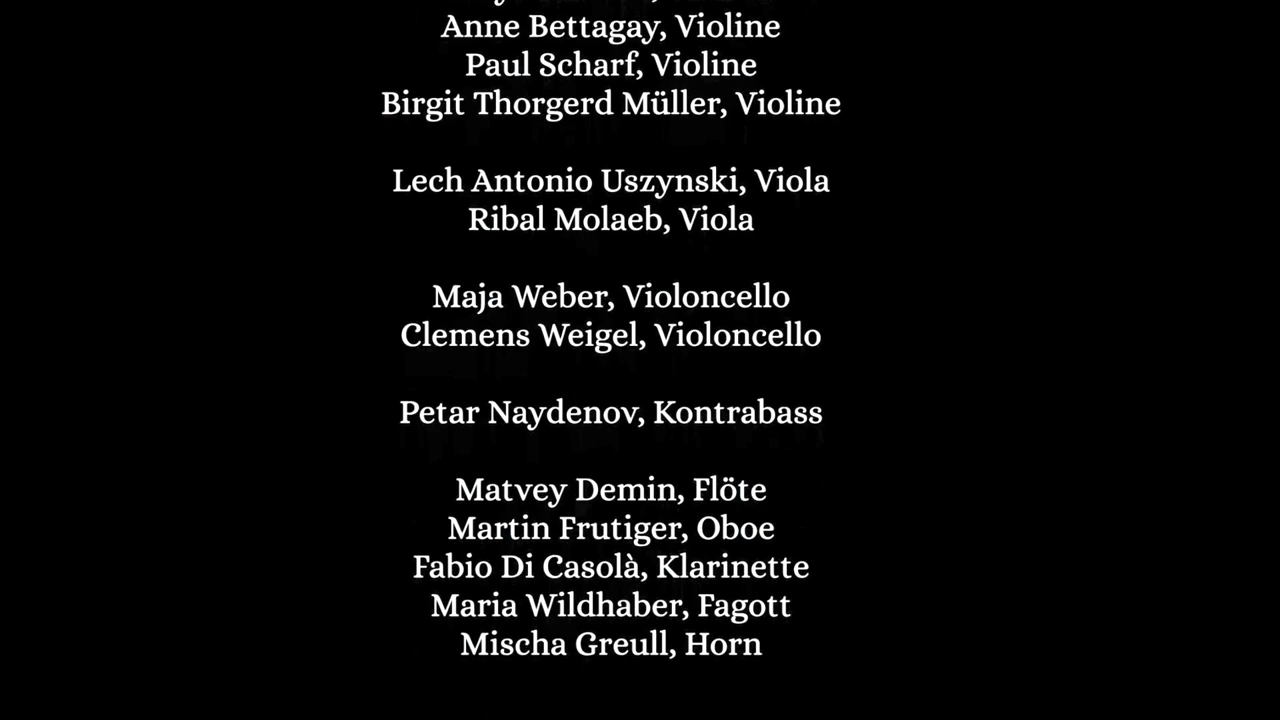 Anne Bettagay, Violine
Paul Scharf, Violine
Birgit Thorgerd Müller, Violine
Lech Antonio Uszynski, Viola
Ribal Molaeb, Viola
Maja Weber, Violoncello
Clemens Weigel, Violoncello
Petar Naydenov, Kontrabass
Matvey Demin, Flöte
Martin Frutiger, Oboe
Fabio Di Casolà, Klarinette
Maria Wildhaber, Fagott
Mischa Greull, Horn